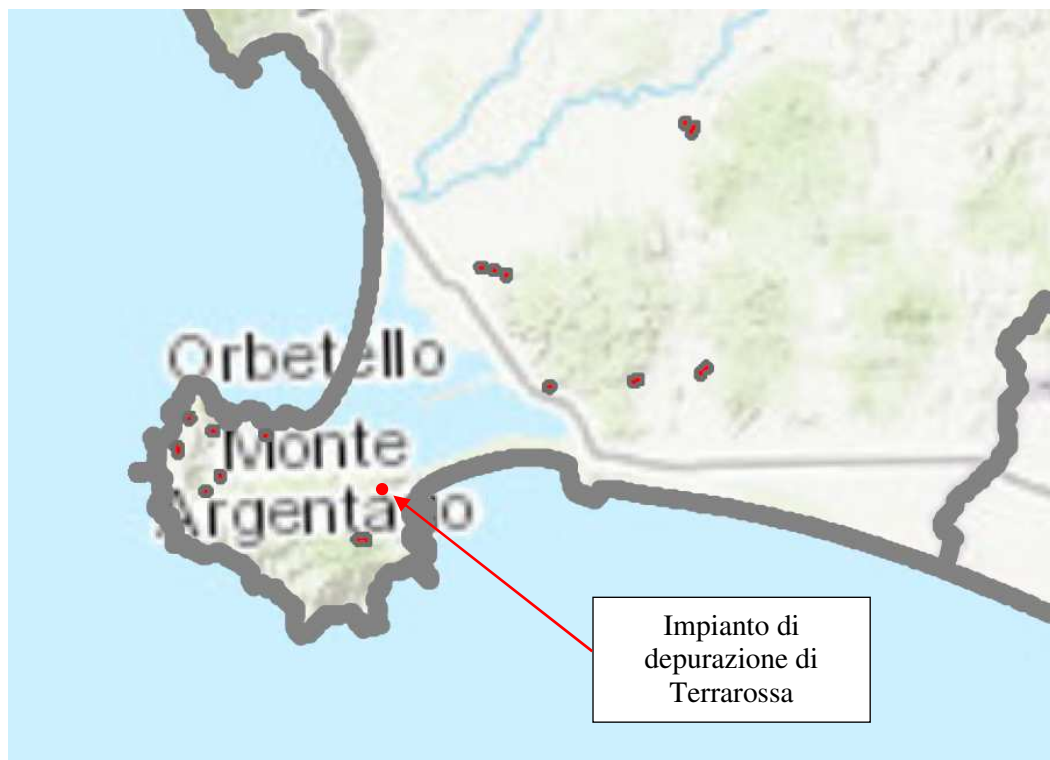 Orbetello
Monte
Argentario
Impianto di
depurazione di
Terrarossa